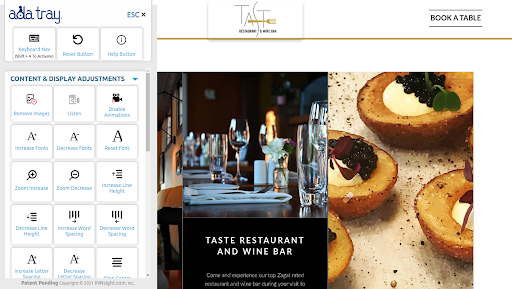 ada tray.
ESC ×
Keyboard Nav
(Shift + A To Activate)
Reset Button
Help Button
CONTENT & DISPLAY ADJUSTMENTS
Remove Images
Listen
Disable
Animations
Increase Fonts
Decrease Fonts
Reset Font
Zoom Increase
Zoom Decrease
Increase Line
Height
Decrease Line
Height
Increase Word
Spacing
Decrease Word
Spacing
Increase Letter
Spacing
Decrease
Letter
Patent Pending Copyright © 2021 INNsight.com, Inc.
TASTE
RESTAURANT & WINE BAR
BOOK A TABLE
TASTE RESTAURANT
AND WINE BAR
Come and experience our top Zagat rated
restaurant and wine bar during your visit to